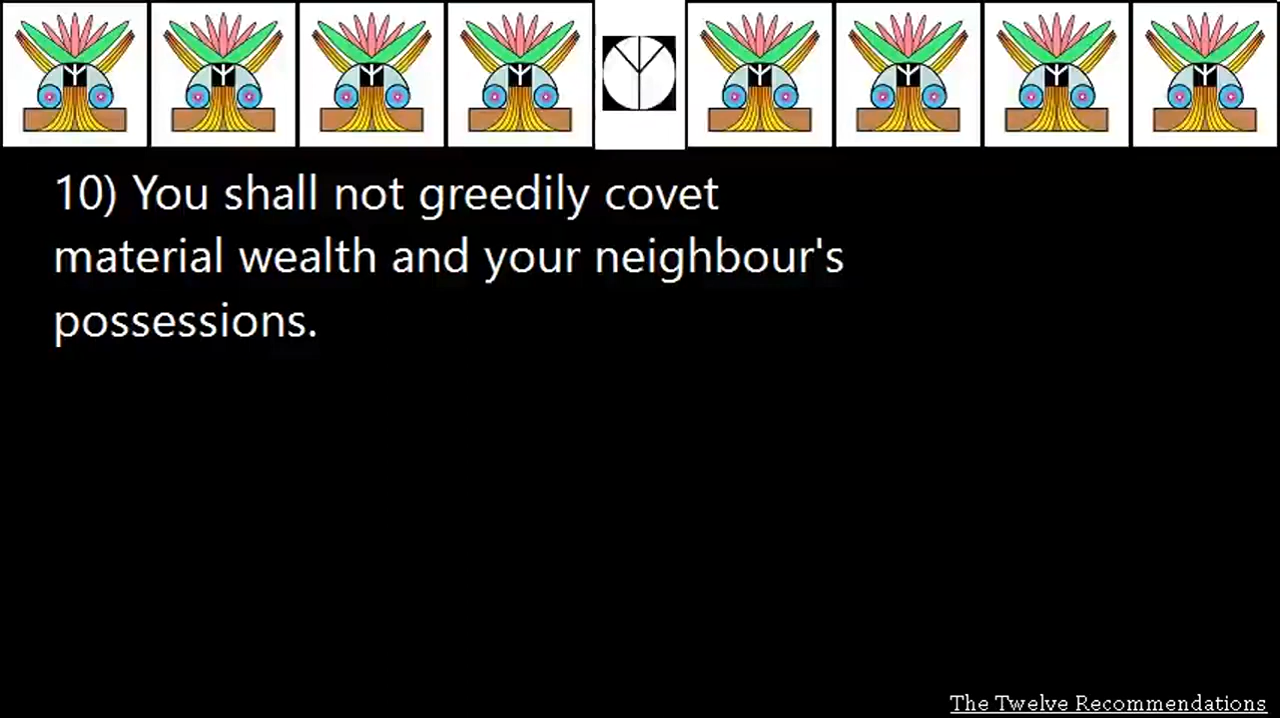 10) You shall not greedily covet
material wealth and your neighbour's
possessions.
The Twelve Recommendations